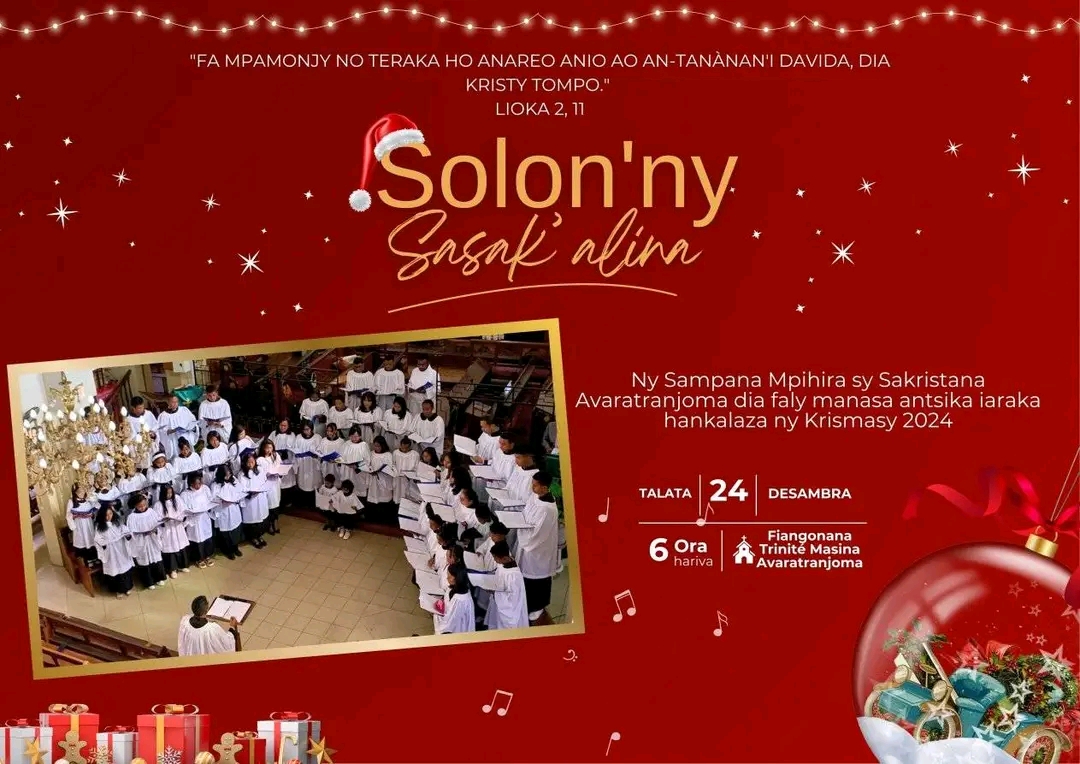 "FA MPAMONJY NO TERAKA HO ANAREO ANIO AO AN-TANÀNAN'I DAVIDA, DIA
KRISTY TOMPO."
LIOKA 2, 11
Solon'ny
Sasak'alina
Ny Sampana Mpihira sy Sakristana
Avaratranjoma dia faly manasa antsika iaraka
hankalaza ny Krismasy 2024
TALATA 24 DESAMBRA
6 Ora
hariva
Fiangonana
Trinité Masina
Avaratranjoma